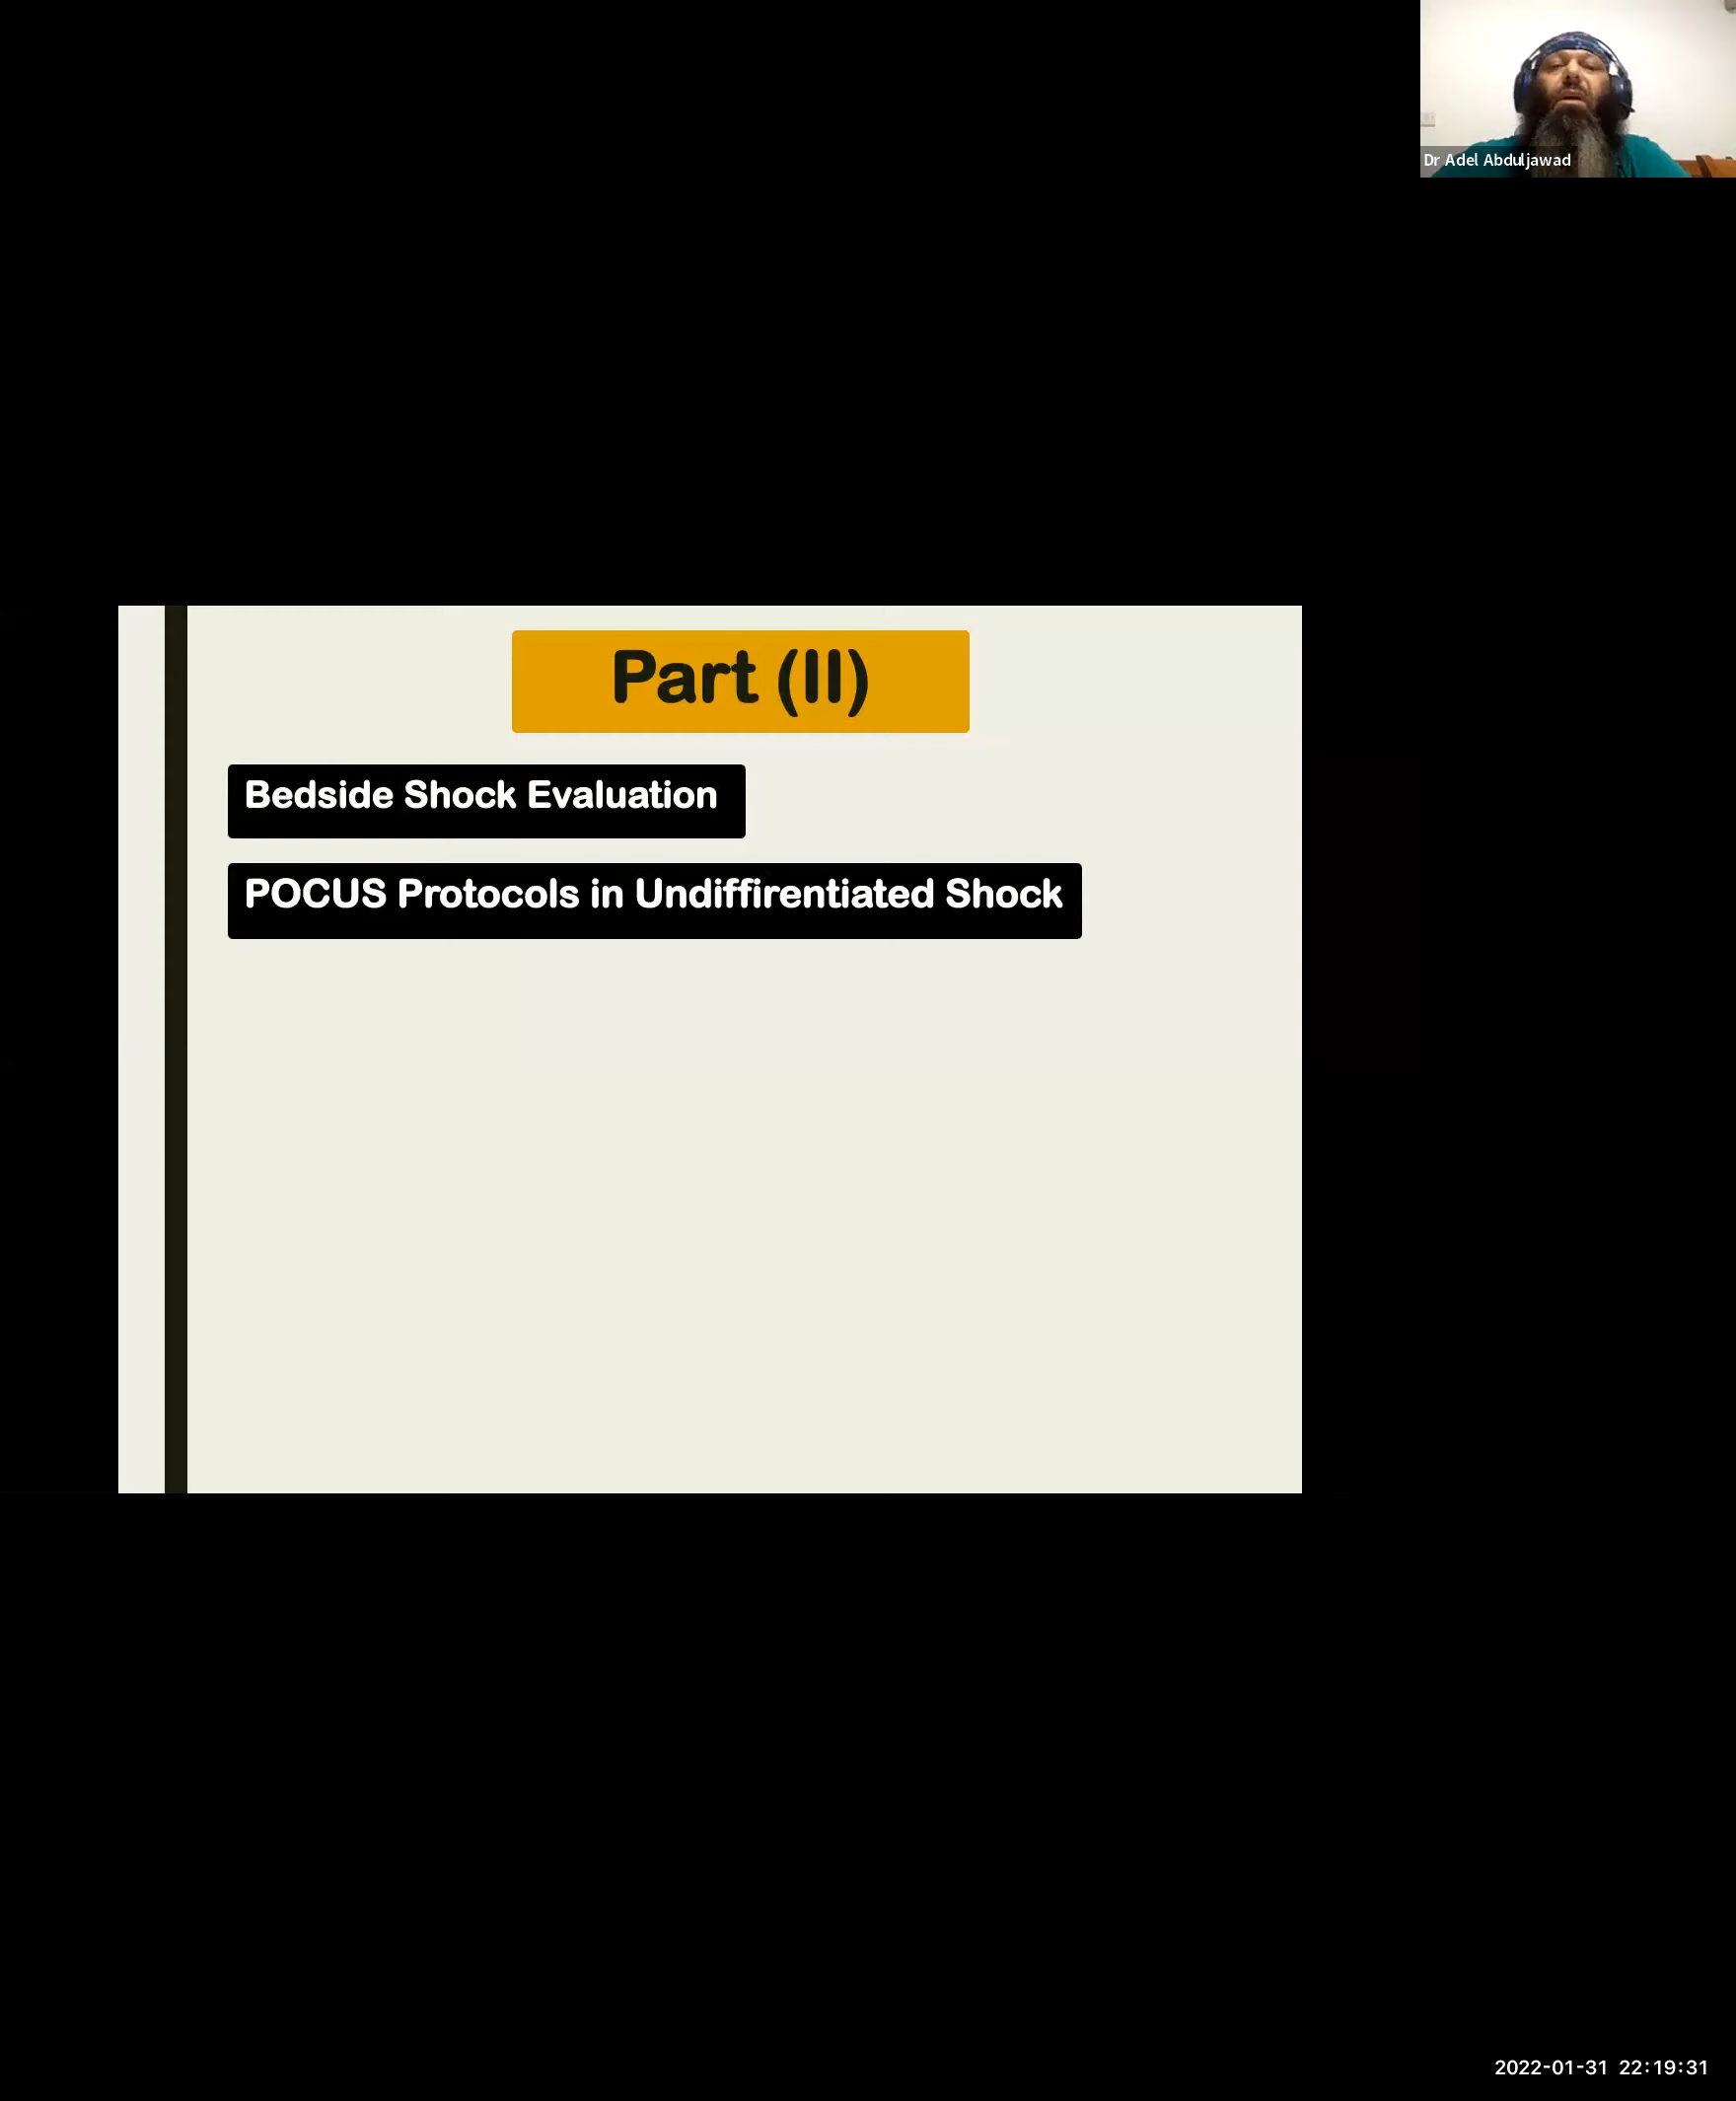 Dr Adel Abduljawad
Part (II)
Bedside Shock Evaluation
POCUS Protocols in Undiffirentiated Shock
2022-01-31 22:19:31